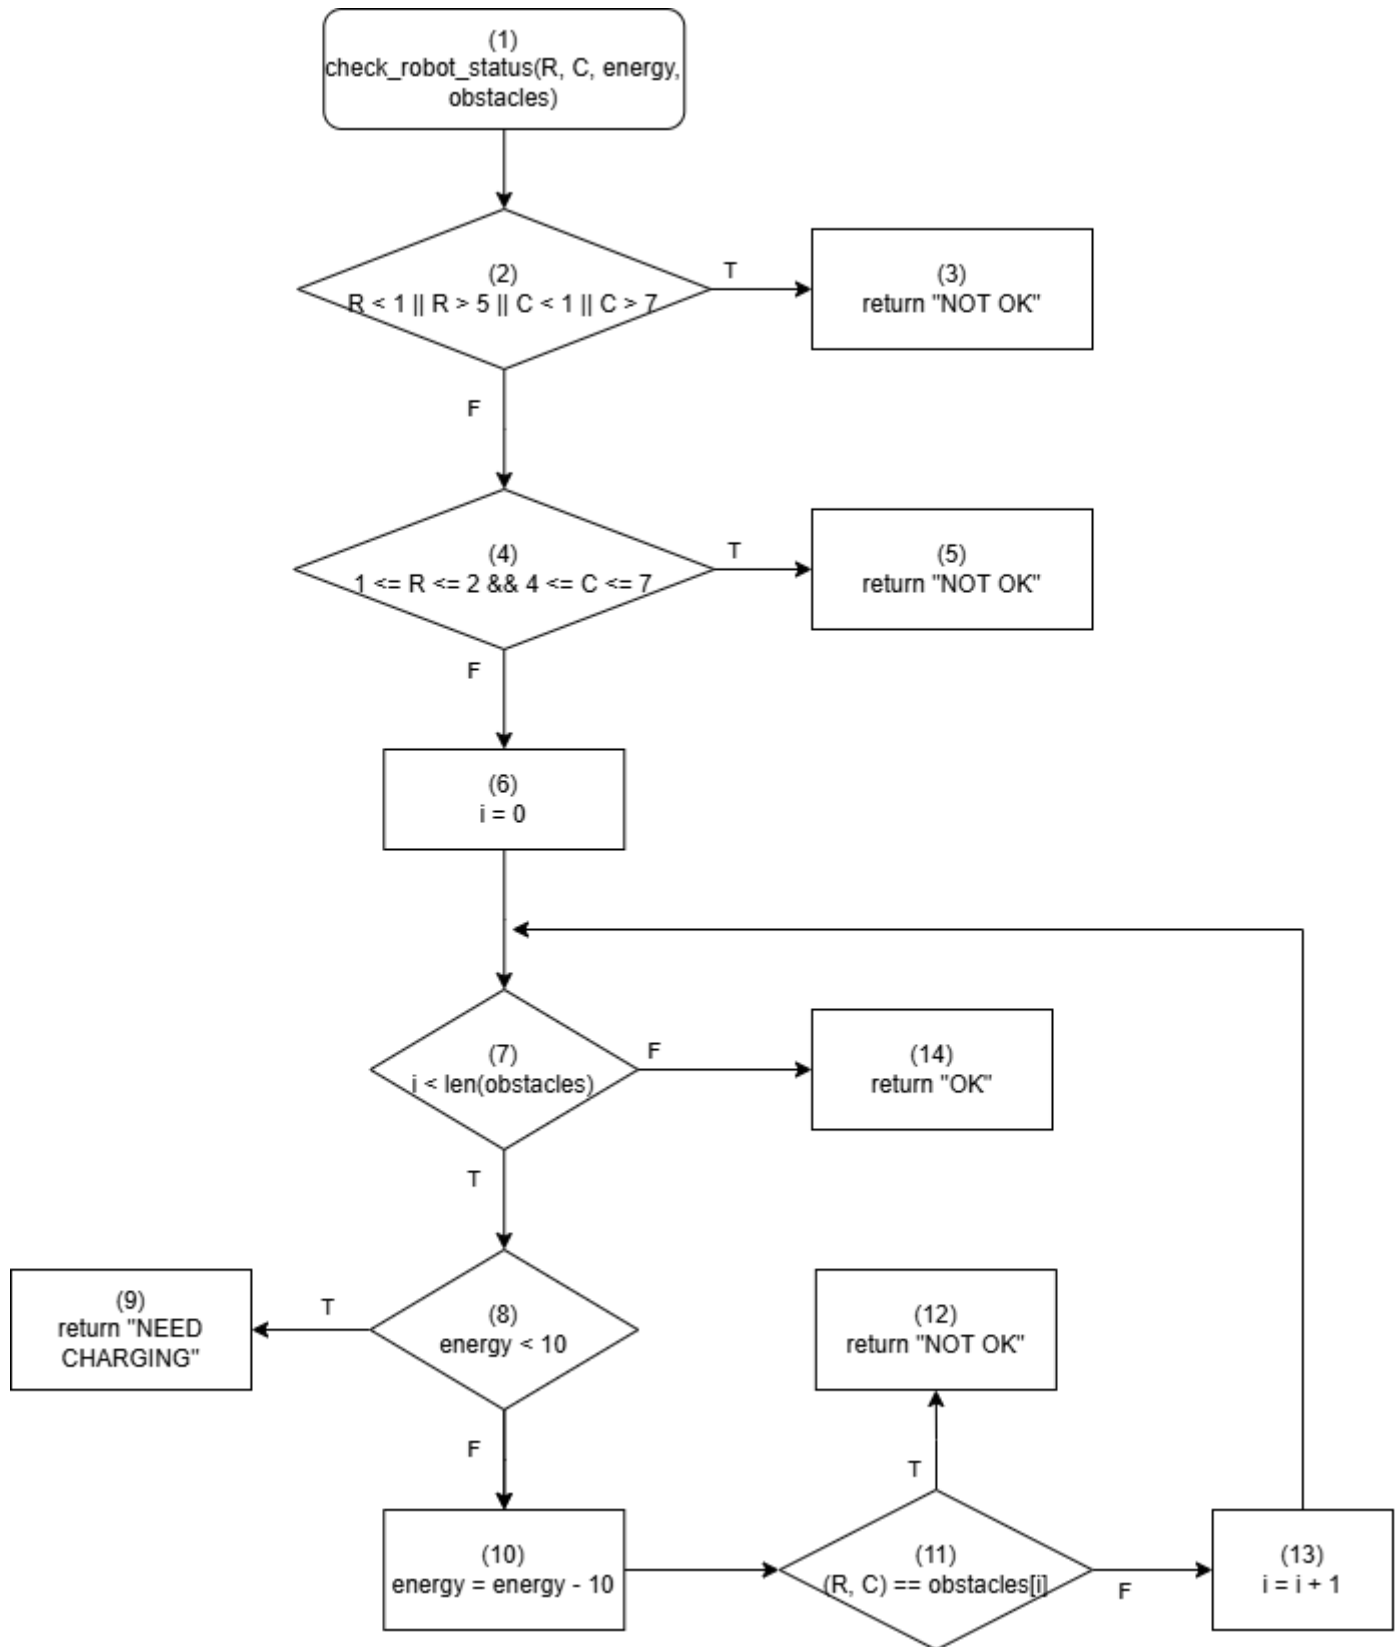 (1)
check_robot_status(R, C, energy,
obstacles)
(2)
R < 1 || R > 5 || C < 1 || C > 7
T
(3)
return "NOT OK"
F
(4)
1 <= R <= 2 && 4 <= C <= 7
T
(5)
return "NOT OK"
F
(6)
i = 0
(7)
i < len(obstacles)
F
(14)
return "OK"
T
(8)
energy < 10
T
(9)
return "NEED
CHARGING"
F
(10)
energy = energy - 10
(11)
(R, C) == obstacles[i]
T
(12)
return "NOT OK"
F
(13)
i = i + 1